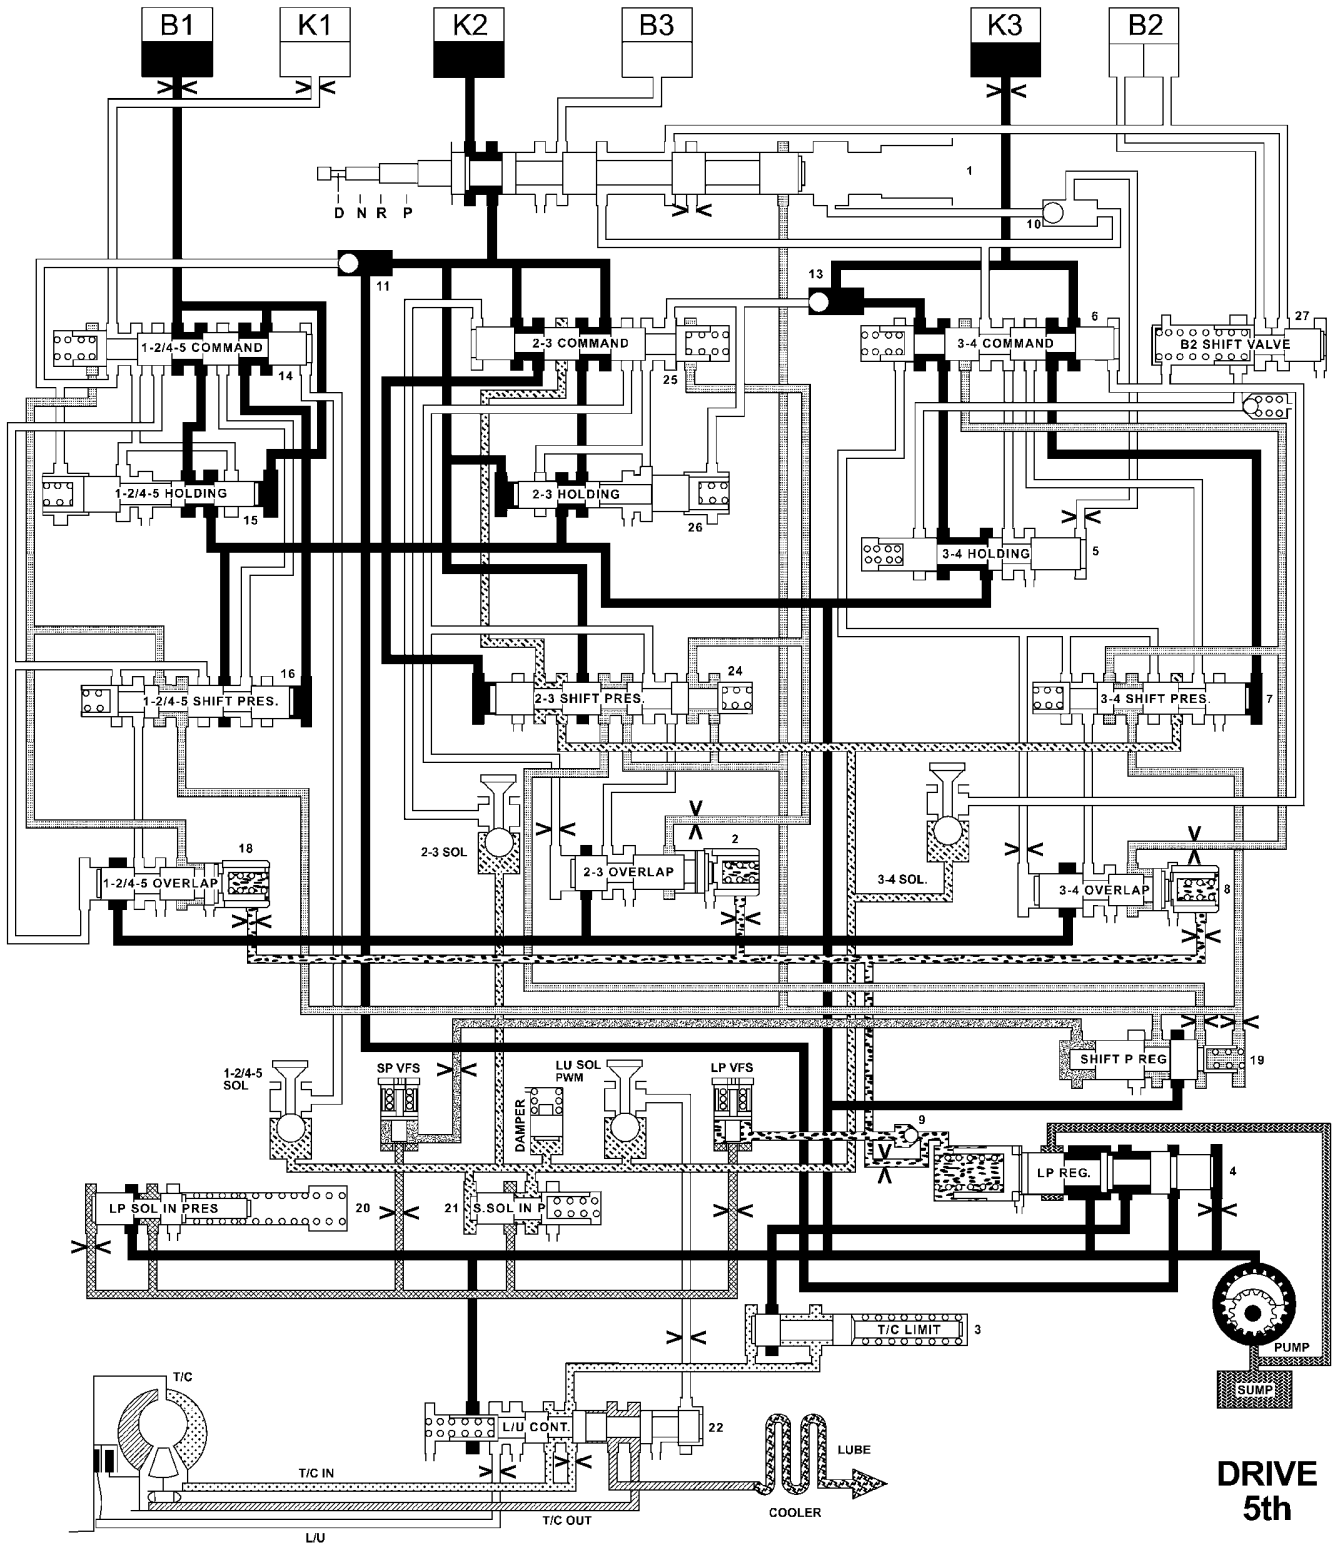 B1
K1
K2
B3
K3
B2
1
D N R P
10
11
13
6
27
1-2/4-5 COMMAND
2-3 COMMAND
3-4 COMMAND
B2 SHIFT VALVE
14
25
1-2/4-5 HOLDING
2-3 HOLDING
15
26
3-4 HOLDING
5
16
24
1-2/4-5 SHIFT PRES.
2-3 SHIFT PRES.
3-4 SHIFT PRES.
7
2-3 SOL
18
2
3-4 SOL.
1-2/4-5 OVERLAP
2-3 OVERLAP
3-4 OVERLAP
8
SHIFT P REG
19
1-2/4-5
SOL
SP VFS
LU SOL
PWM
LP VFS
DAMPER
9
LP REG.
4
LP SOL IN PRES
20
21
S.SOL IN P
T/C LIMIT
3
PUMP
SUMP
T/C
L/U CONT.
22
LUBE
T/C IN
COOLER
T/C OUT
L/U
DRIVE
5th